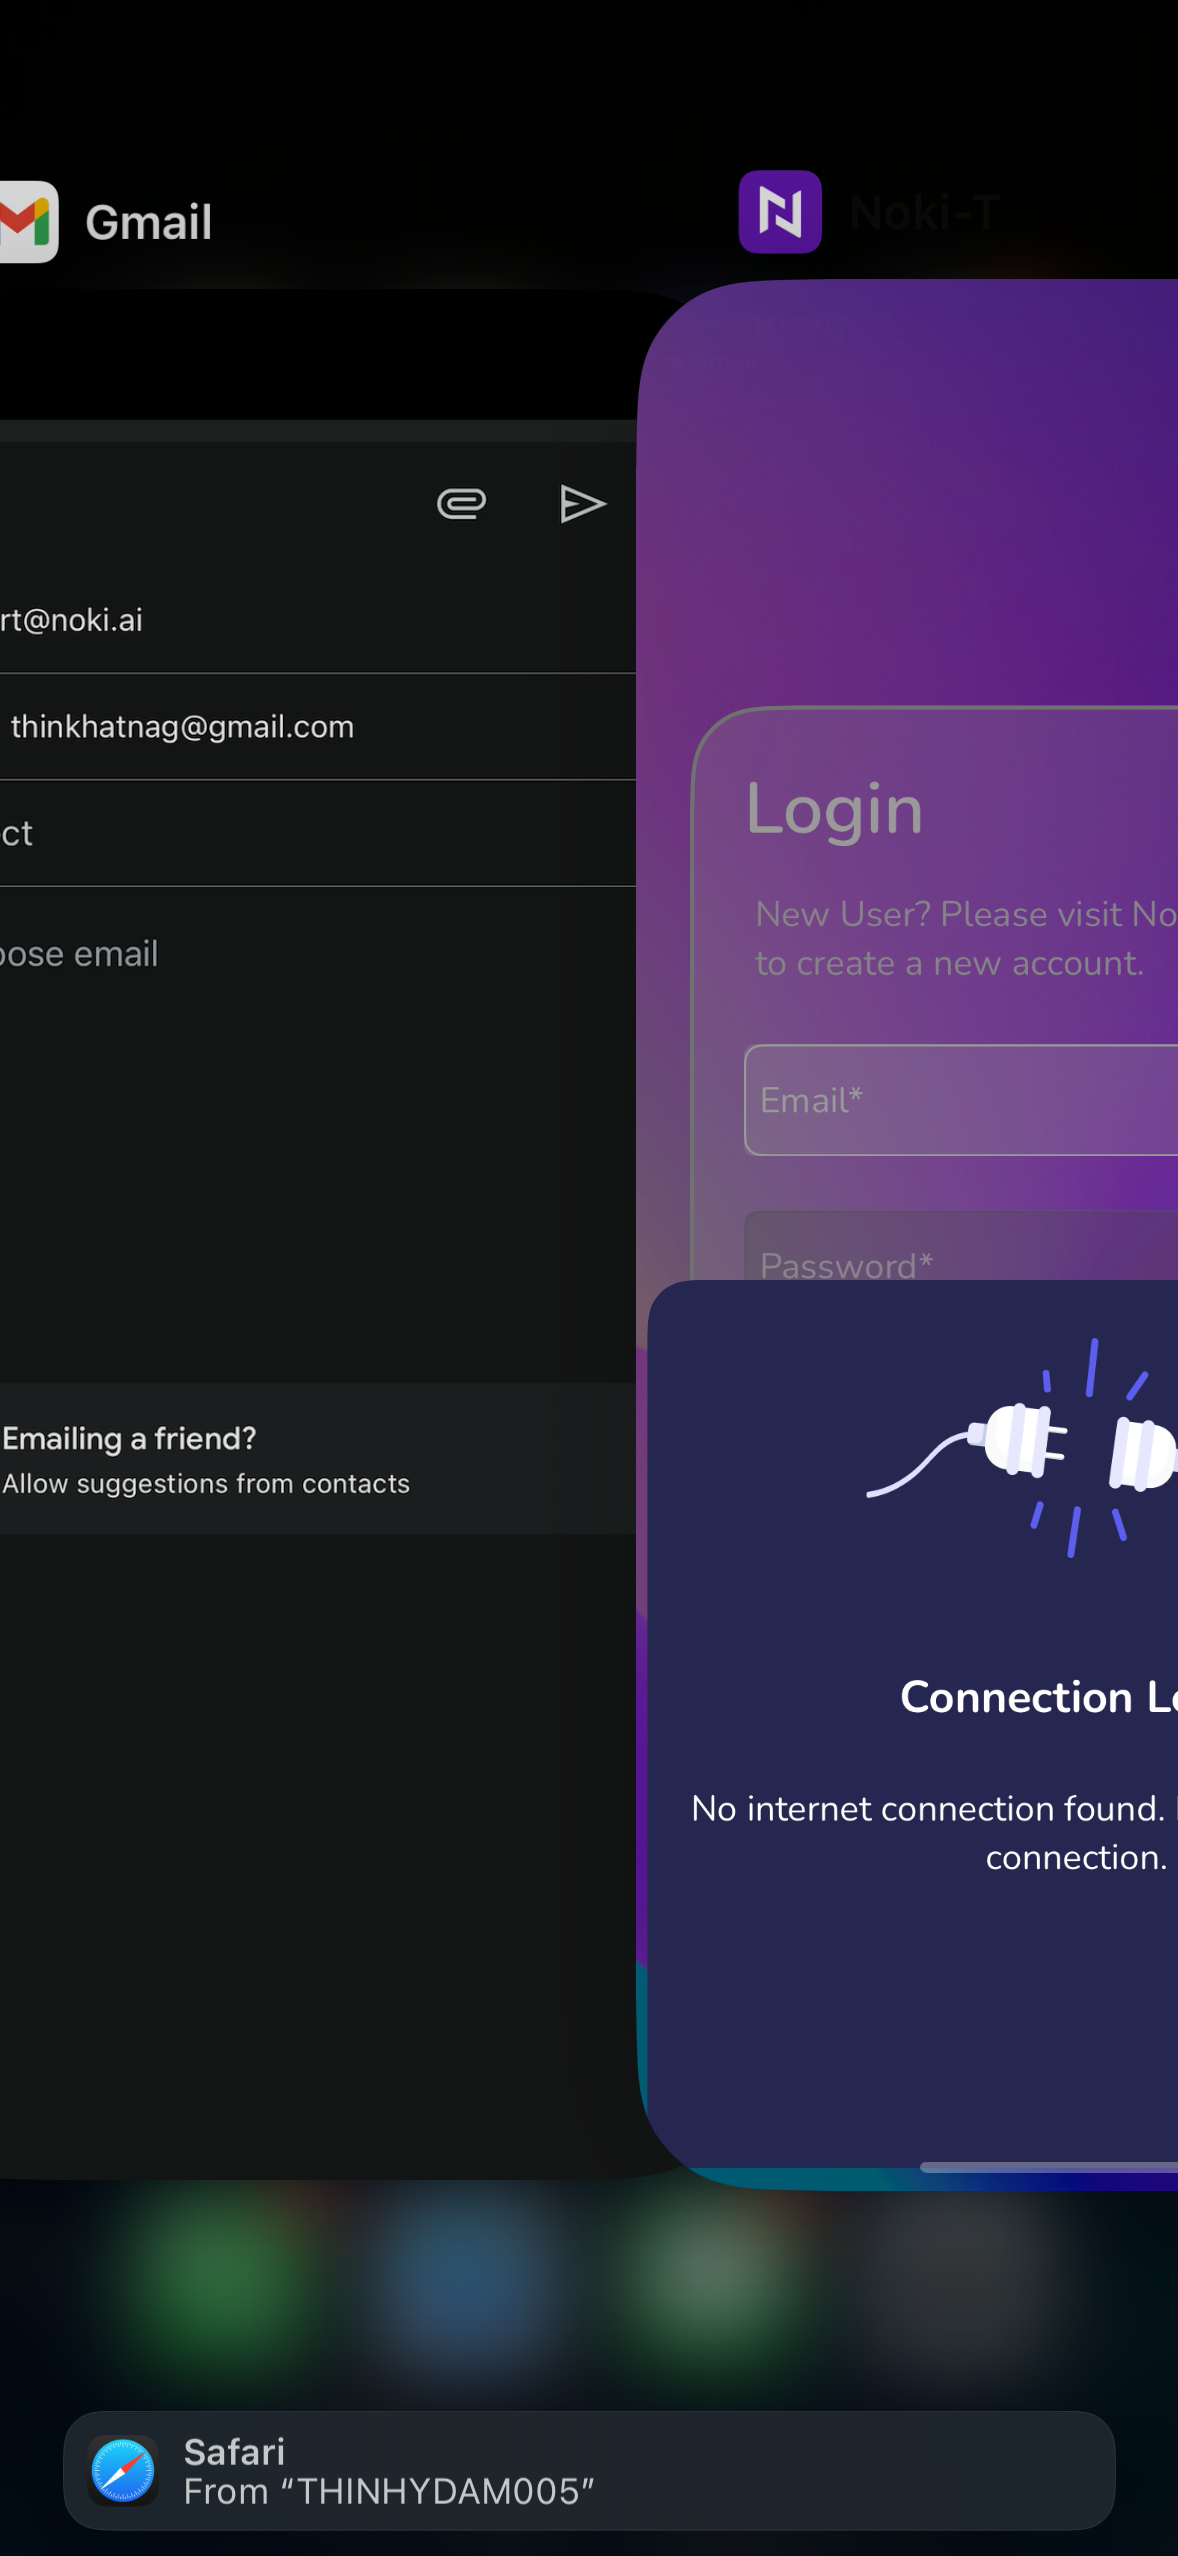 Gmail
Noki-T
rt@noki.ai
thinkhatnag@gmail.com
ct
ose email
Emailing a friend?
Allow suggestions from contacts
Login
New User? Please visit No
to create a new account.
Email*
Password*
Connection Lo
No internet connection found.
connection.
Safari
From “THINHYDAM005”